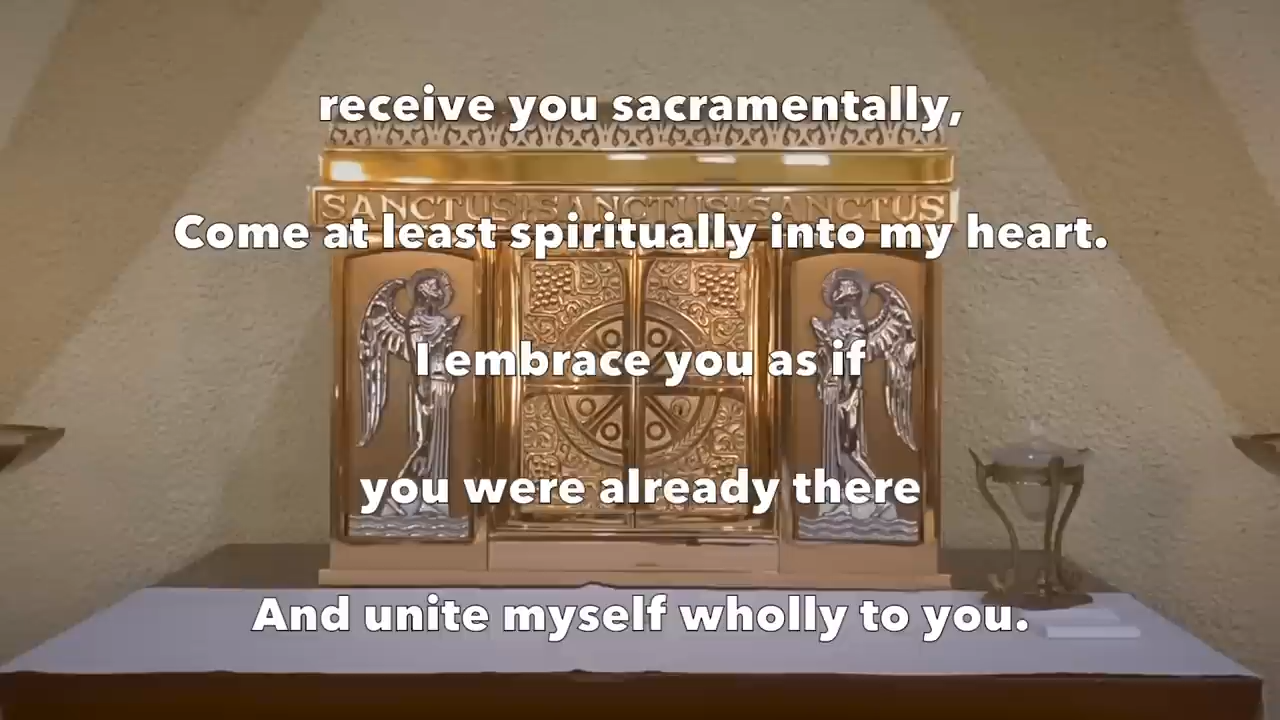 receive you sacramentally,
SANCTUS+SANCTUS+SANCTUS
Come at least spiritually into my heart.
I embrace you as if
you were already there
And unite myself wholly to you.